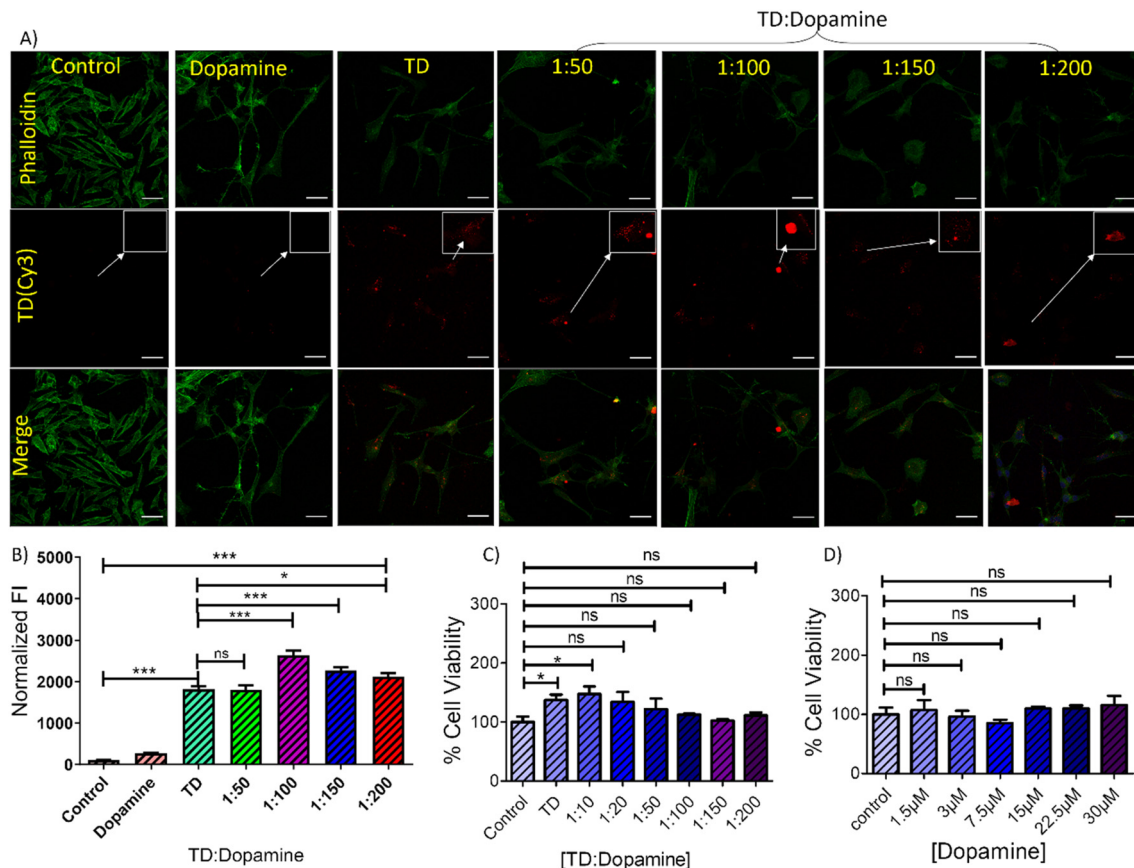 TD:Dopamine
A)
Control
Dopamine
TD
1:50
1:100
1:150
1:200
Phalloidin
TD(Cy3)
Merge
B)
Normalized FI
5000
4000
3000
2000
1000
0
***
*
***
***
ns
***
Control
Dopamine
TD
1:50
1:100
1:150
1:200
TD:Dopamine
C)
% Cell Viability
300
200
100
0
ns
ns
ns
ns
ns
*
*
Control
TD
1:10
1:20
1:50
1:100
1:150
1:200
[TD:Dopamine]
D)
% Cell Viability
300
200
100
0
ns
ns
ns
ns
ns
ns
control
1.5µM
3µM
7.5µM
15µM
22.5µM
30µM
[Dopamine]